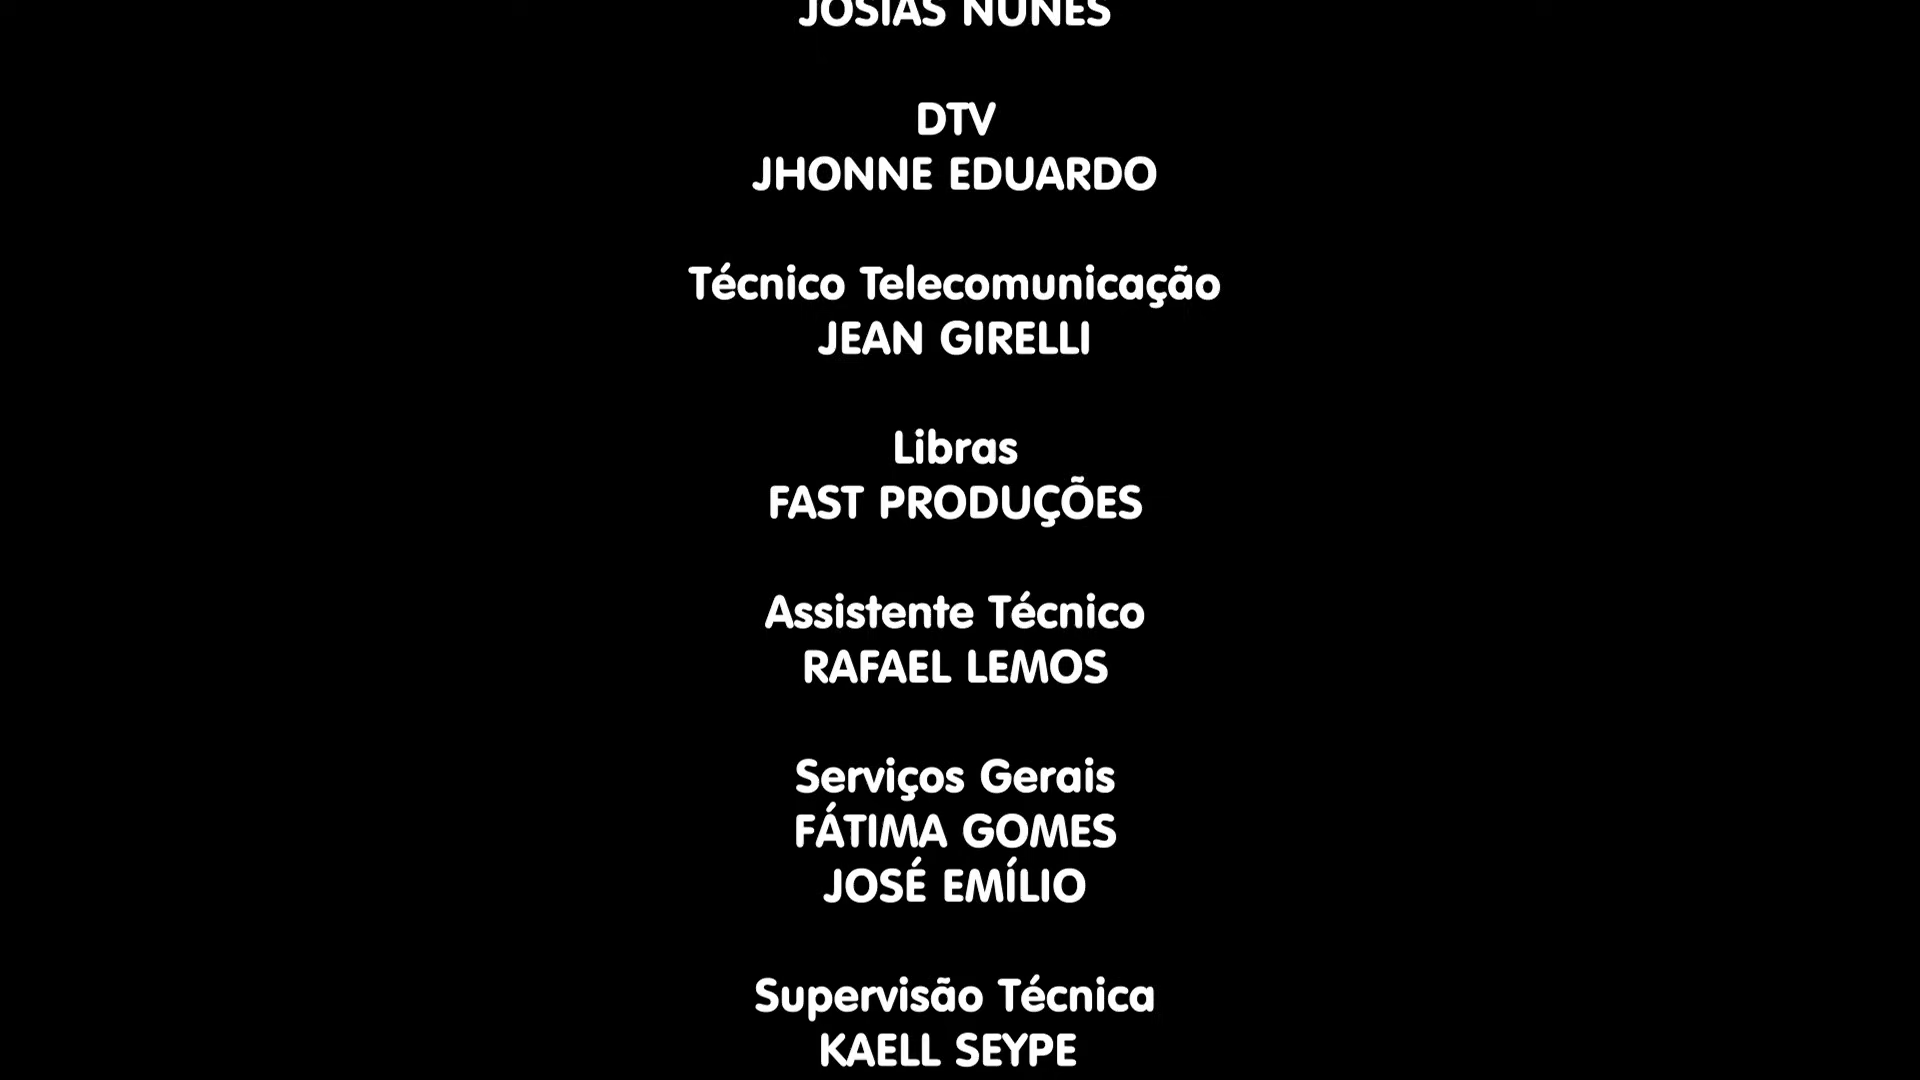 JOSIAS NUNES
DTV
JHONNE EDUARDO
Técnico Telecomunicação
JEAN GIRELLI
Libras
FAST PRODUÇÕES
Assistente Técnico
RAFAEL LEMOS
Serviços Gerais
FÁTIMA GOMES
JOSÉ EMÍLIO
Supervisão Técnica
KAELL SEYPE